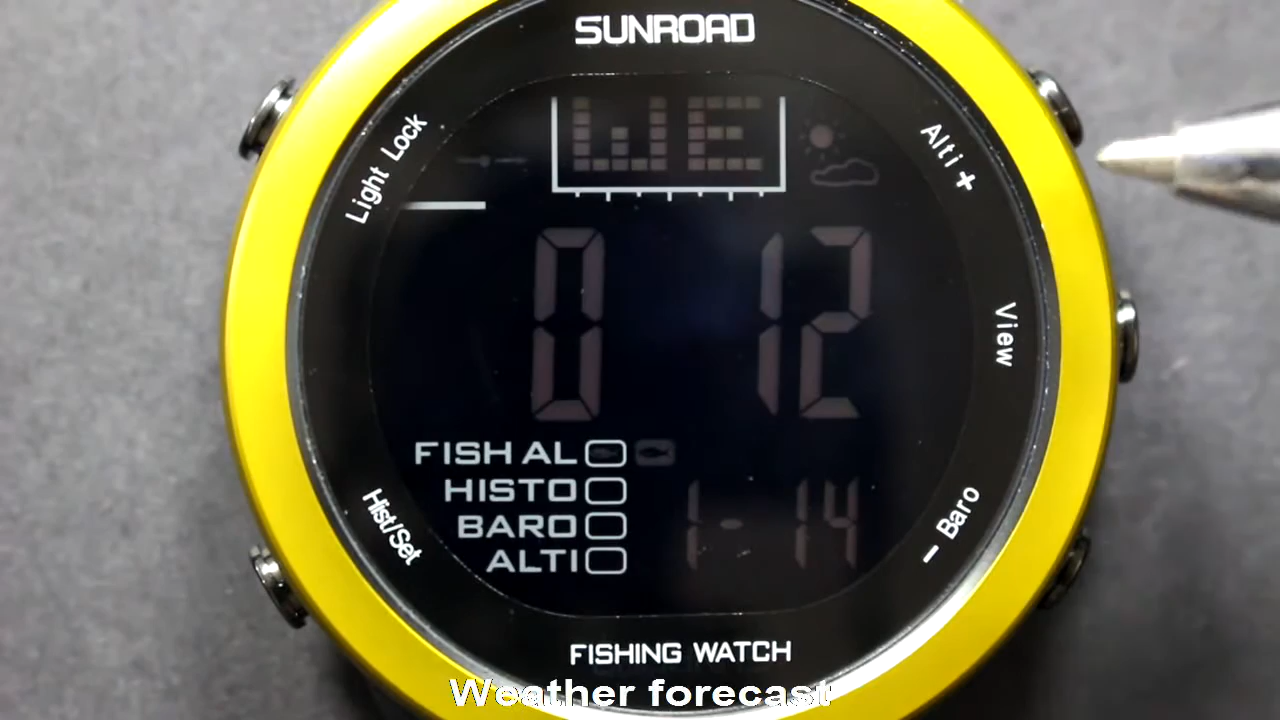 SUNROAD
Light Lock
WE
Alti +
0 12
View
FISH AL
HISTO
BARO
ALTI
1-14
Hist/Set
- Baro
FISHING WATCH
Weather forecast